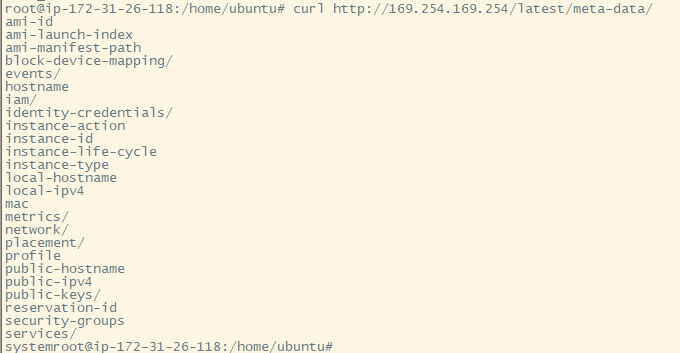 root@ip-172-31-26-118:/home/ubuntu# curl http://169.254.169.254/latest/meta-data/
ami-id
ami-launch-index
ami-manifest-path
block-device-mapping/
events/
hostname
iam/
identity-credentials/
instance-action
instance-id
instance-life-cycle
instance-type
local-hostname
local-ipv4
mac
metrics/
network/
placement/
profile
public-hostname
public-ipv4
public-keys/
reservation-id
security-groups
services/
systemroot@ip-172-31-26-118:/home/ubuntu#